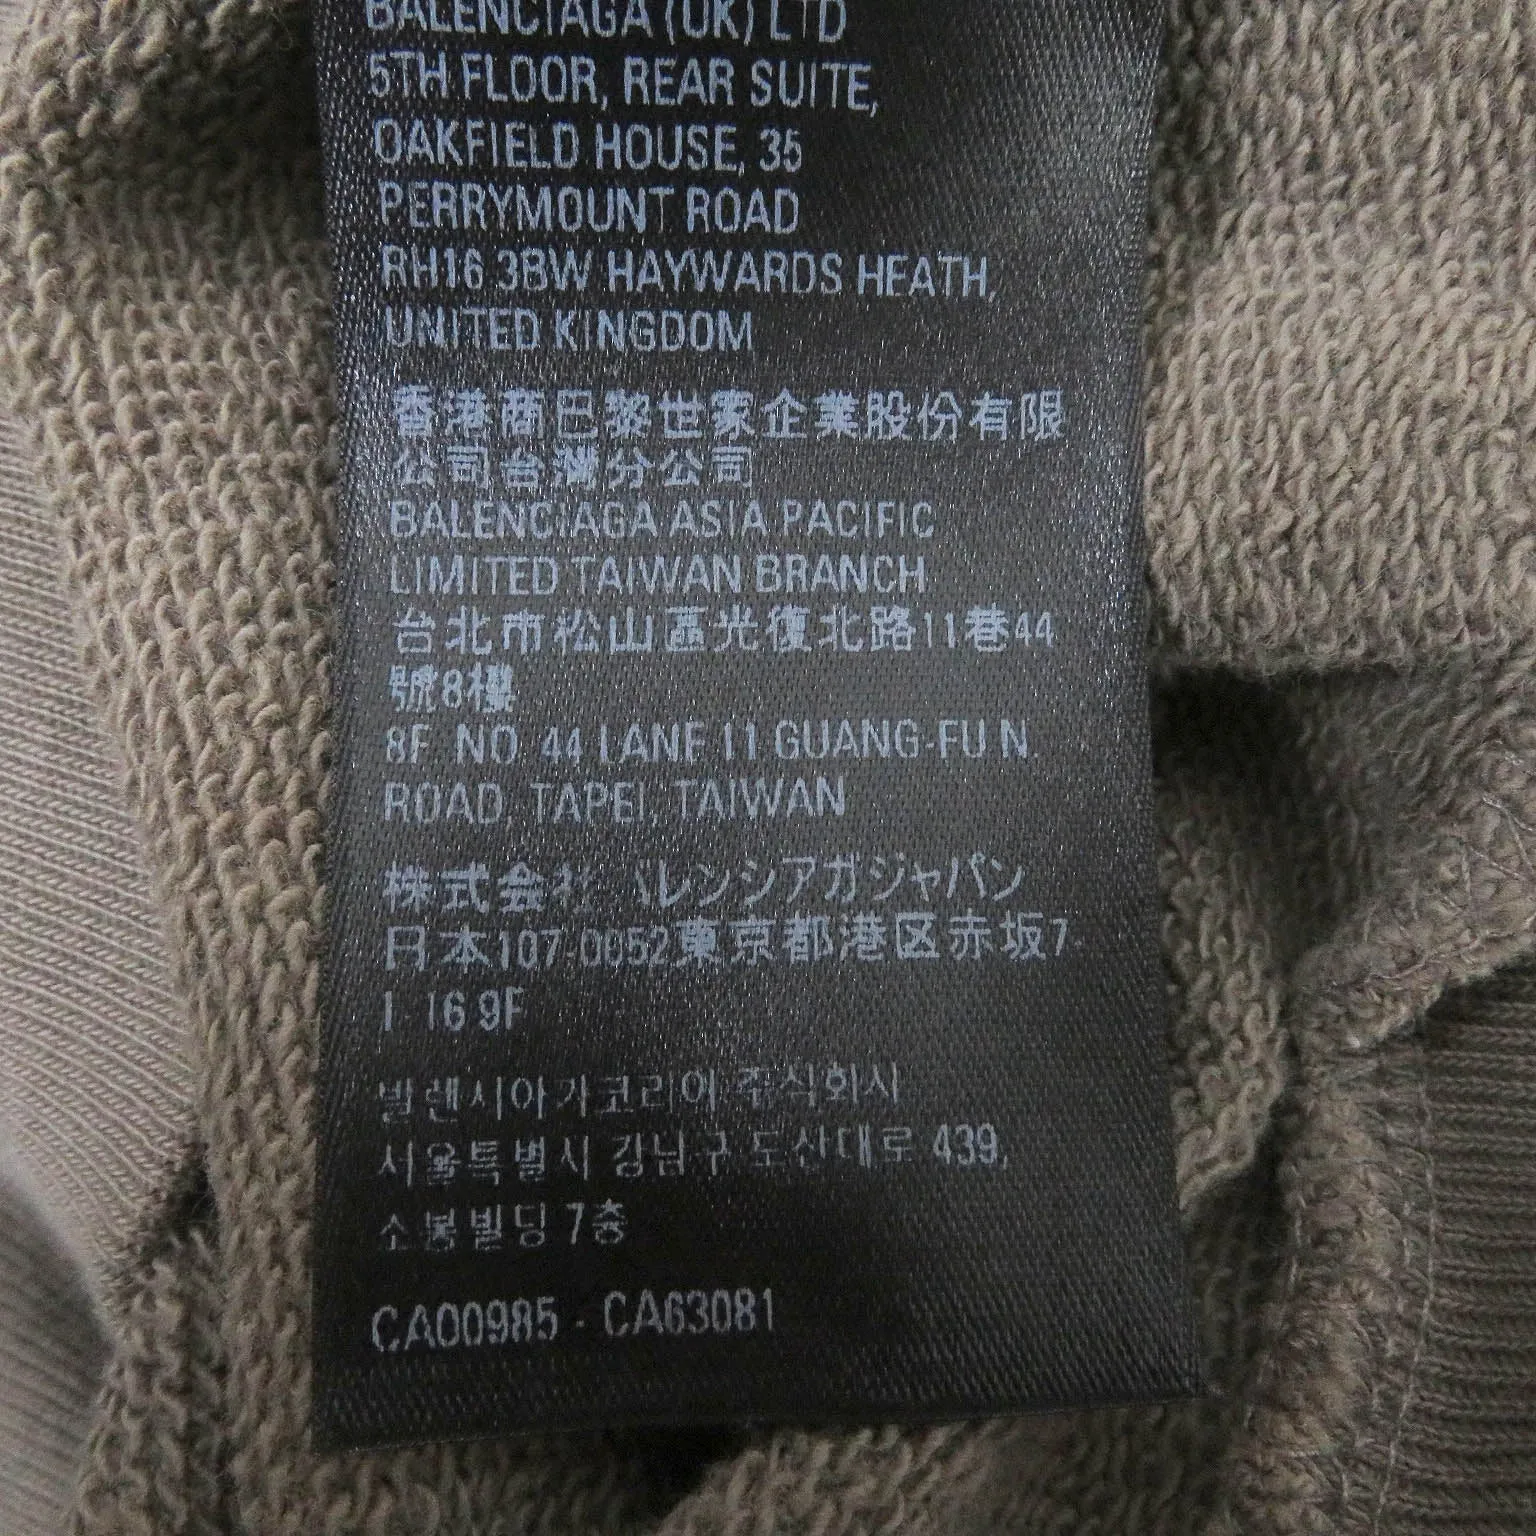 BALENCIAGA (UK) LTD
5TH FLOOR, REAR SUITE,
OAKFIELD HOUSE, 35
PERRYMOUNT ROAD
RH16 3BW HAYWARDS HEATH,
UNITED KINGDOM
香港商巴黎世家企業股份有限
公司台灣分公司
BALENCIAGA ASIA PACIFIC
LIMITED TAIWAN BRANCH
台北市松山區光復北路11巷44
號8樓
8F NO 44 LANE 11 GUANG-FU N.
ROAD, TAPEI, TAIWAN
株式会社 バレンシアガジャパン
日本107-0052東京都港区赤坂7-
1-16 9F
발렌시아가코리아 주식회사
서울특별시 강남구 도산대로 439,
소봉빌딩 7층
CA00985 - CA63081